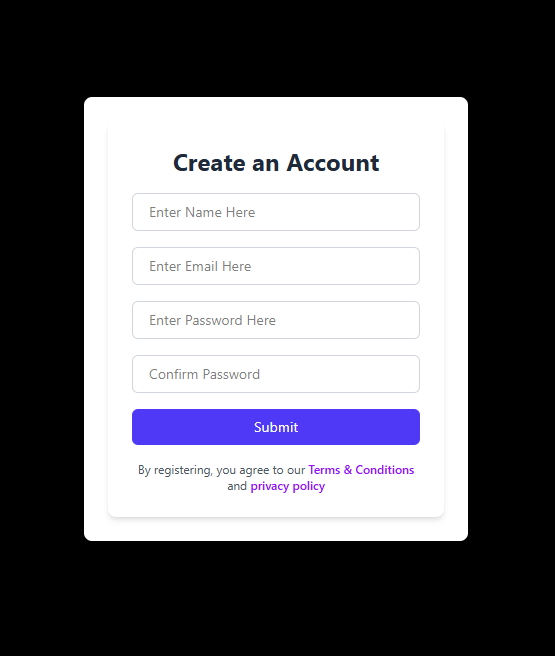 Create an Account
Enter Name Here
Enter Email Here
Enter Password Here
Confirm Password
Submit
By registering, you agree to our Terms & Conditions
and privacy policy